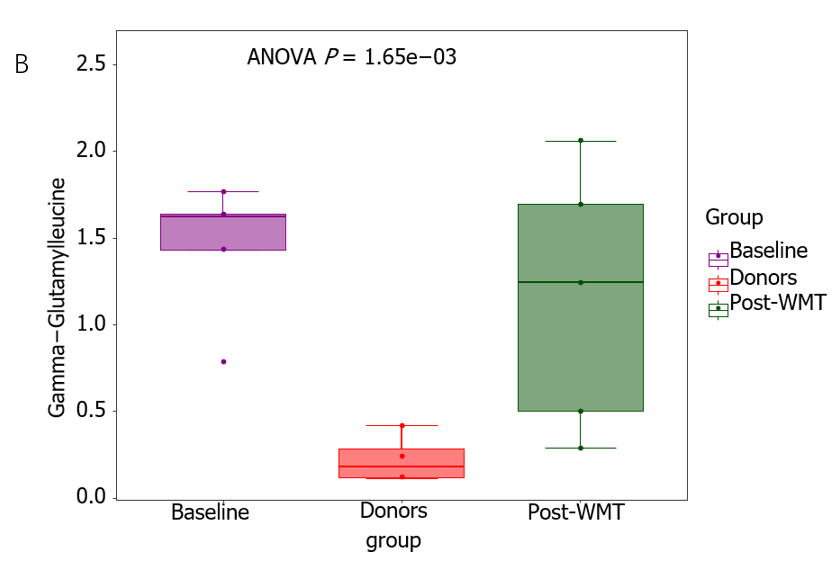 B
ANOVA P = 1.65e−03
Gamma−Glutamylleucine
2.5
2.0
1.5
1.0
0.5
0.0
Baseline
Donors
Post-WMT
group
Group
Baseline
Donors
Post-WMT